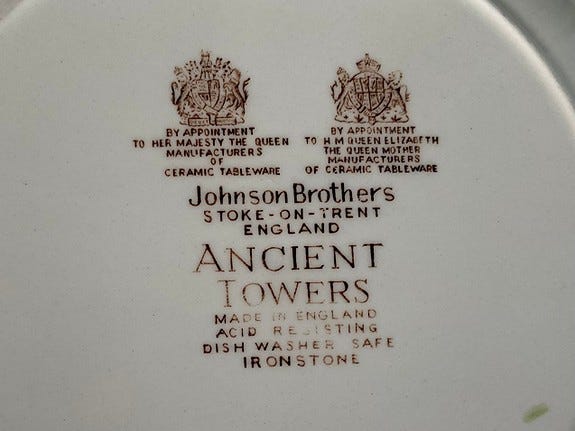 BY APPOINTMENT
TO HER MAJESTY THE QUEEN
MANUFACTURERS
OF
CERAMIC TABLEWARE
BY APPOINTMENT
TO H M QUEEN ELIZABETH
THE QUEEN MOTHER
MANUFACTURERS
OF CERAMIC TABLEWARE
Johnson Brothers
STOKE-ON-TRENT
ENGLAND
ANCIENT
TOWERS
MADE IN ENGLAND
ACID RESISTING
DISH WASHER SAFE
IRONSTONE